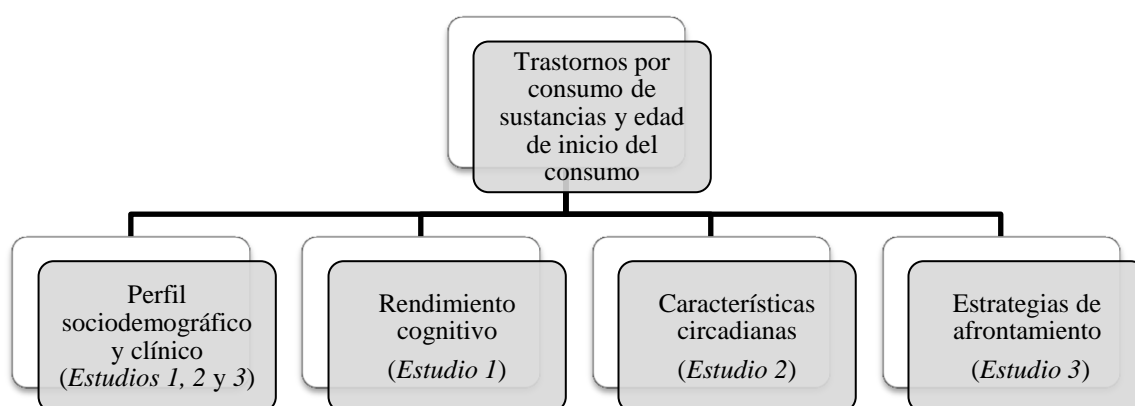 Trastornos por
consumo de
sustancias y edad
de inicio del
consumo
Perfil
sociodemográfico
y clínico
(Estudios 1, 2 y 3)
Rendimiento
cognitivo
(Estudio 1)
Características
circadianas
(Estudio 2)
Estrategias de
afrontamiento
(Estudio 3)